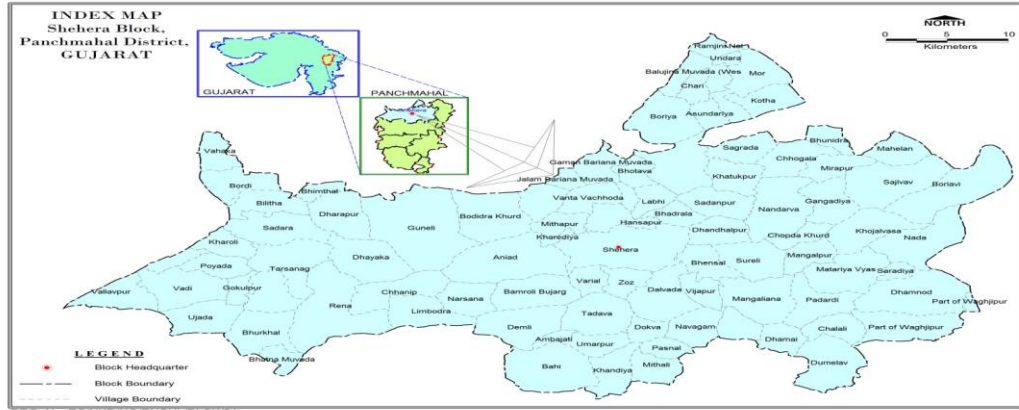 INDEX MAP
Shehera Block,
Panchmahal District,
GUJARAT
NORTH
0 5 10
Kilometers
GUJARAT
PANCHMAHAL
Ramjina Nat
Undara
Balujina Muvada (Wes
Mor
Chari
Kotha
Boriya
Asundariya
Vahaka
Gaman Bariana Muvada
Sagrada
Bhunidra
Mahelan
Bhotava
Chhogala
Mirapur
Jalam Bariana Muvada
Khatukpur
Sajivav
Borlavi
Bordi
Bhimthal
Bilitha
Vanta Vachhoda
Labhi
Sadanpur
Gangadiya
Dharapur
Bodidra Khurd
Bhadrala
Nandarva
Sadara
Guneli
Mithapur
Hansapur
Dhandhalpur
Chopda Khurd
Khojalvasa
Kharoli
Kharediya
Nada
Dhayaka
Aniad
Shehera
Bhensal
Sureli
Mangalpur
Poyada
Tarsanag
Matariya Vyas
Saradiya
Vallavpur
Vadi
Gokulpur
Chhanip
Narsana
Bamroli Bujarg
Varial
Zoz
Dalvada
Vijapur
Mangaliana
Padardi
Dhamnod
Part of Waghjipur
Ujada
Rena
Limbodra
Tadava
Bhurkhal
Demli
Dokva
Navagam
Chalali
Part of Waghjipur
Ambajati
Umarpur
Pasnal
Dhamai
Bhatna Muvada
Bahi
Khandiya
Mithali
Dumelav
LEGEND
Block Headquarter
Block Boundary
Village Boundary